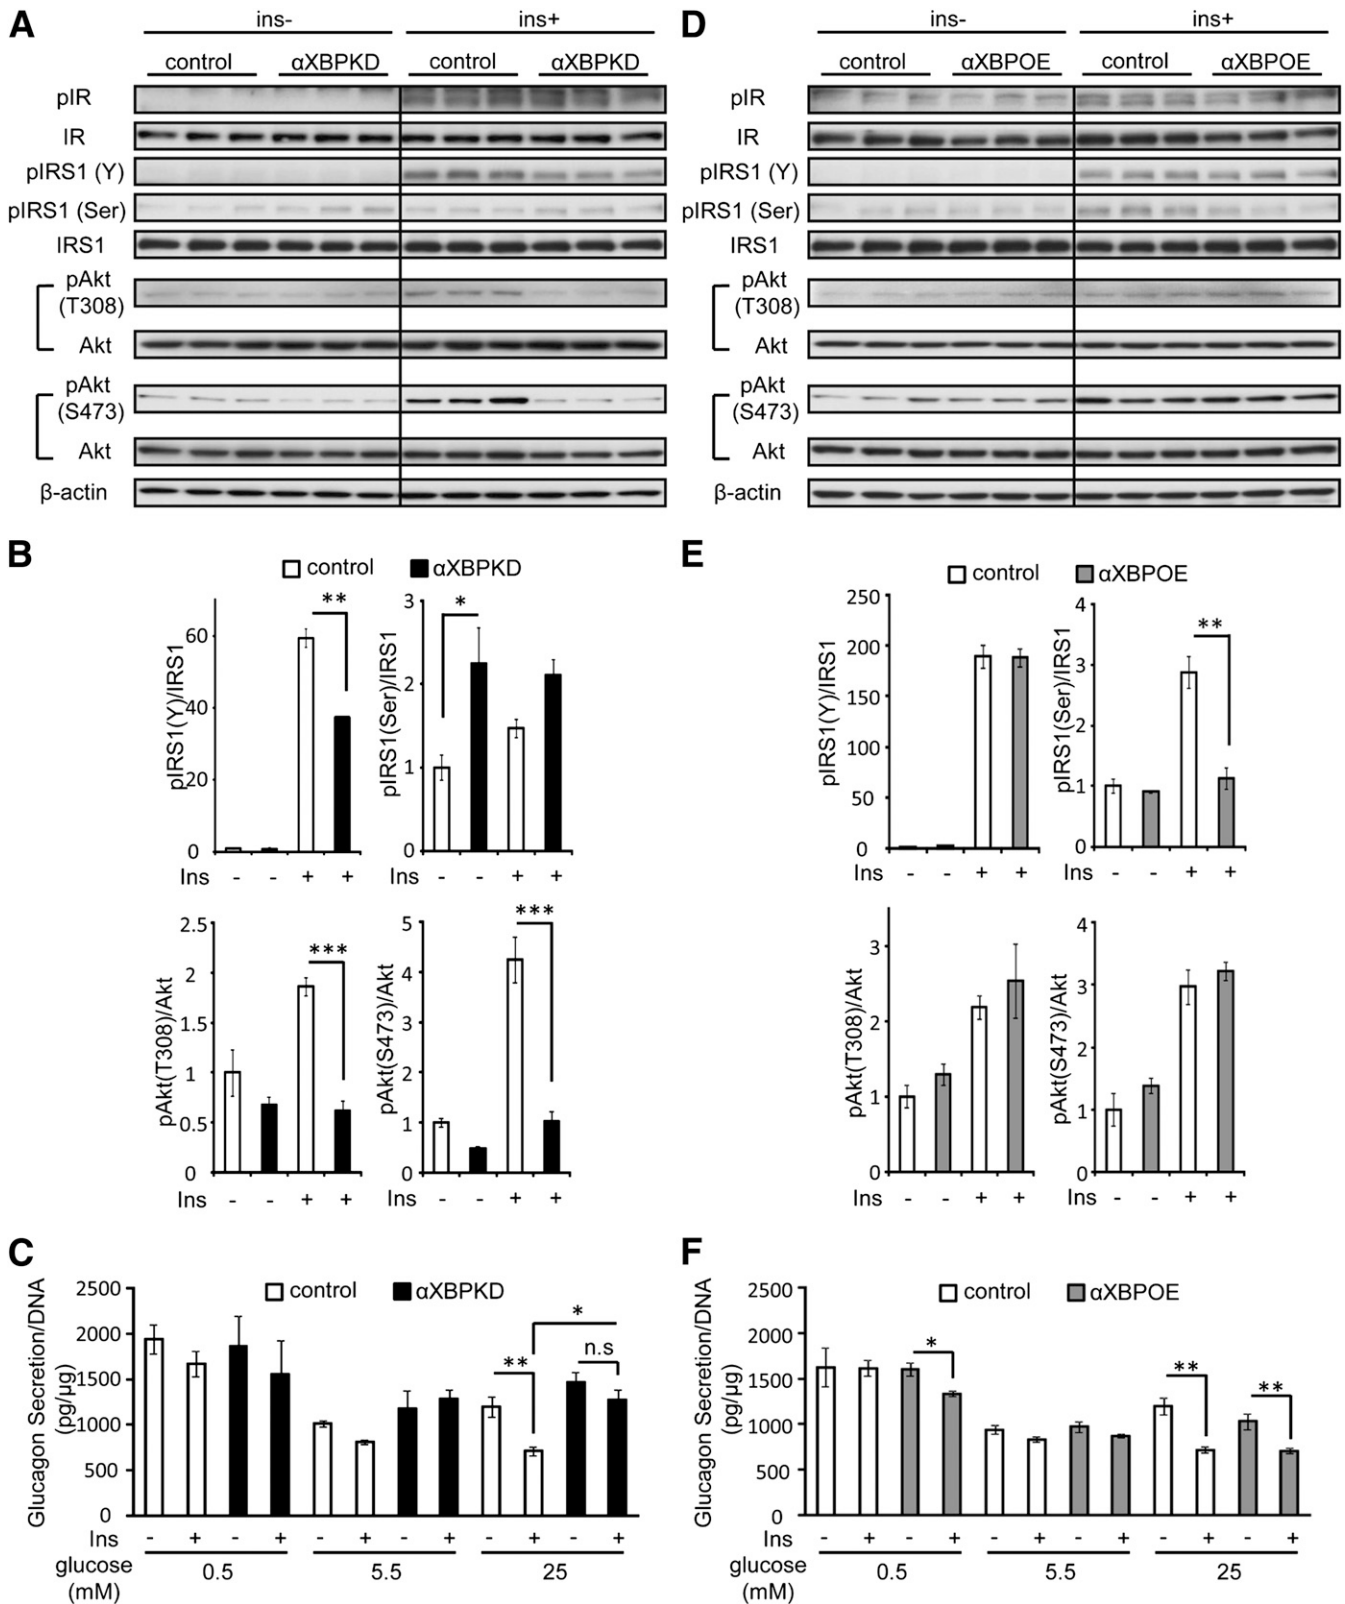 A
ins-
ins+
control
αXBPKD
control
αXBPKD
pIR
IR
pIRS1 (Y)
pIRS1 (Ser)
IRS1
pAkt
(T308)
Akt
pAkt
(S473)
Akt
β-actin
D
ins-
ins+
control
αXBPOE
control
αXBPOE
pIR
IR
pIRS1 (Y)
pIRS1 (Ser)
IRS1
pAkt
(T308)
Akt
pAkt
(S473)
Akt
β-actin
B
control
αXBPKD
pIRS1(Y)/IRS1
60
40
20
0
**
Ins - - + +
pIRS1(Ser)/IRS1
3
2
1
0
*
Ins - - + +
pAkt(T308)/Akt
2.5
2
1.5
1
0.5
0
***
Ins - - + +
pAkt(S473)/Akt
5
4
3
2
1
0
***
Ins - - + +
E
control
αXBPOE
pIRS1(Y)/IRS1
250
200
150
100
50
0
Ins - - + +
pIRS1(Ser)/IRS1
4
3
2
1
0
**
Ins - - + +
pAkt(T308)/Akt
3
2
1
0
Ins - - + +
pAkt(S473)/Akt
4
3
2
1
0
Ins - - + +
C
control
αXBPKD
Glucagon Secretion/DNA
(pg/μg)
2500
2000
1500
1000
500
0
**
*
n.s
Ins - + - + - + - + - + - +
glucose
(mM)
0.5
5.5
25
F
control
αXBPOE
Glucagon Secretion/DNA
(pg/μg)
2500
2000
1500
1000
500
0
*
**
**
Ins - + - + - + - + - + - +
glucose
(mM)
0.5
5.5
25